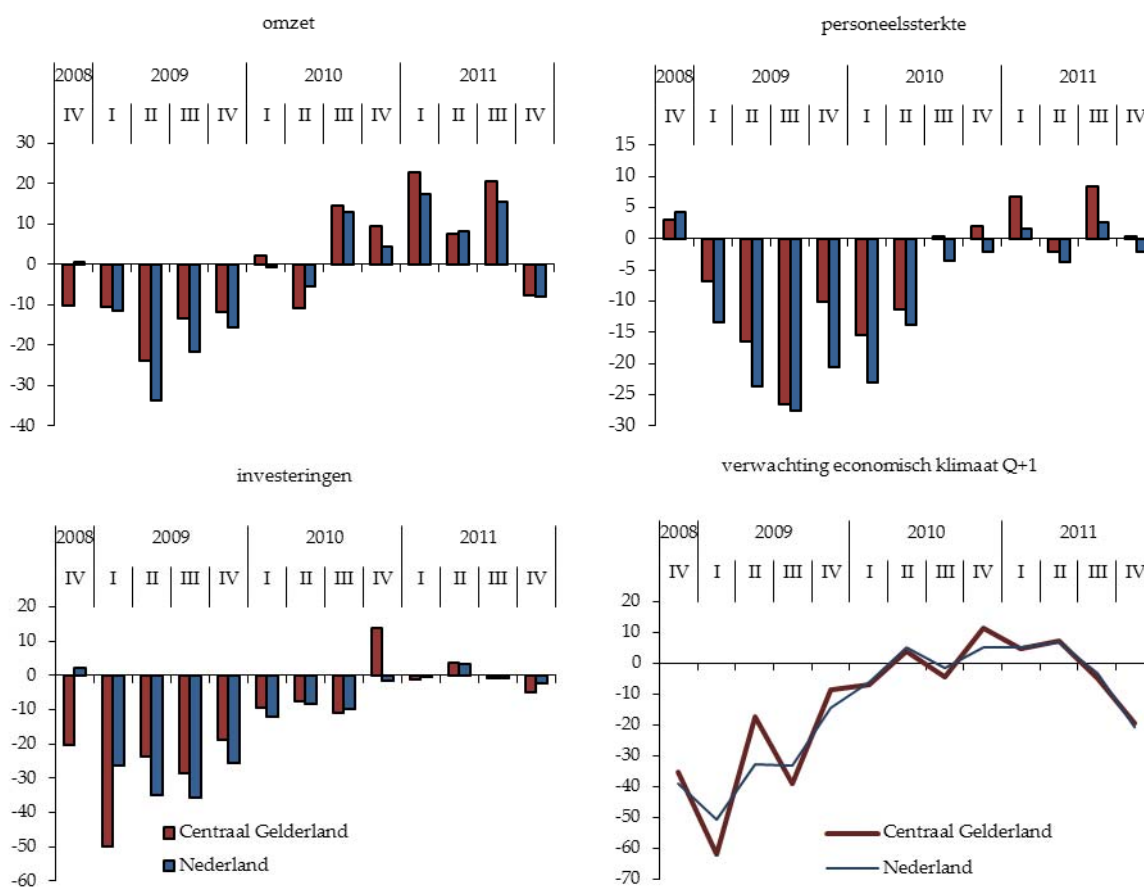 omzet
2008 2009 2010 2011
IV I II III IV I II III IV I II III IV
30
20
10
0
-10
-20
-30
-40
personeelssterkte
2008 2009 2010 2011
IV I II III IV I II III IV I II III IV
15
10
5
0
-5
-10
-15
-20
-25
-30
investeringen
2008 2009 2010 2011
IV I II III IV I II III IV I II III IV
20
10
0
-10
-20
-30
-40
-50
-60
Centraal Gelderland
Nederland
verwachting economisch klimaat Q+1
2008 2009 2010 2011
IV I II III IV I II III IV I II III IV
20
10
0
-10
-20
-30
-40
-50
-60
-70
Centraal Gelderland
Nederland